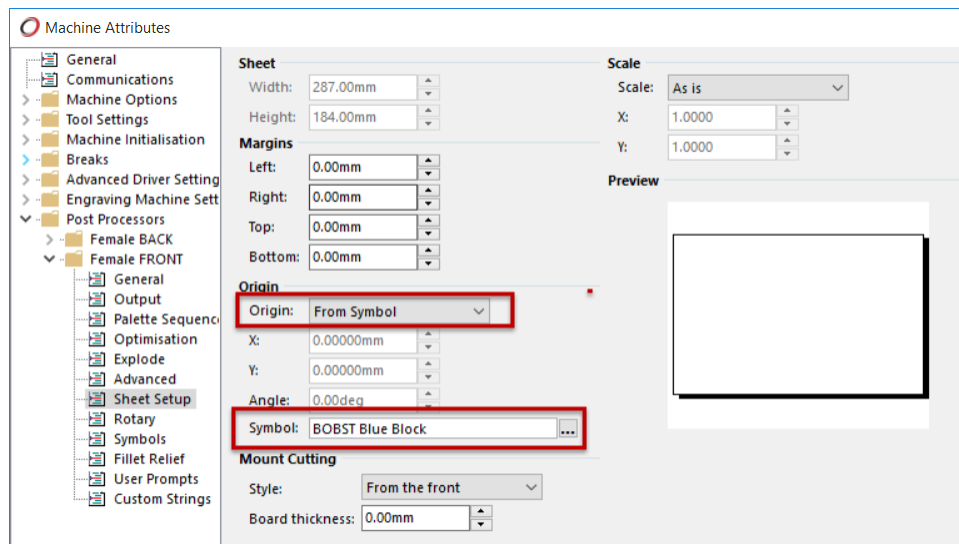 Machine Attributes
General
Communications
Machine Options
Tool Settings
Machine Initialisation
Breaks
Advanced Driver Setting
Engraving Machine Sett
Post Processors
Female BACK
Female FRONT
General
Output
Palette Sequenc
Optimisation
Explode
Advanced
Sheet Setup
Rotary
Symbols
Fillet Relief
User Prompts
Custom Strings
Sheet
Width: 287.00mm
Height: 184.00mm
Margins
Left: 0.00mm
Right: 0.00mm
Top: 0.00mm
Bottom: 0.00mm
Origin
Origin: From Symbol
X: 0.00000mm
Y: 0.00000mm
Angle: 0.00deg
Symbol: BOBST Blue Block ...
Mount Cutting
Style: From the front
Board thickness: 0.00mm
Scale
Scale: As is
X: 1.0000
Y: 1.0000
Preview